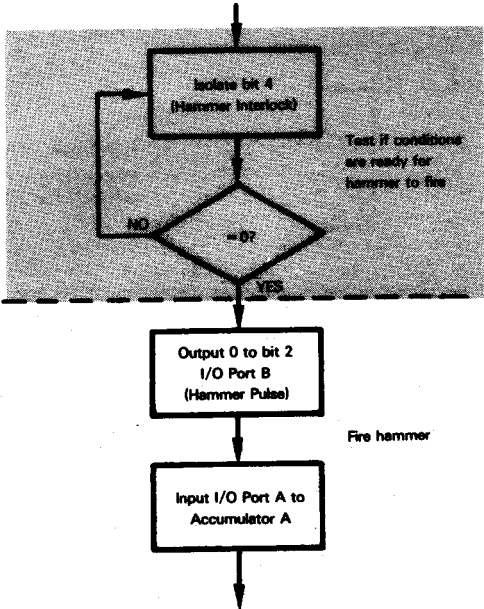 Isolate bit 4
(Hammer Interlock)
Test if conditions
are ready for
hammer to fire
NO
= 0?
YES
Output 0 to bit 2
I/O Port B
(Hammer Pulse)
Fire hammer
Input I/O Port A to
Accumulator A